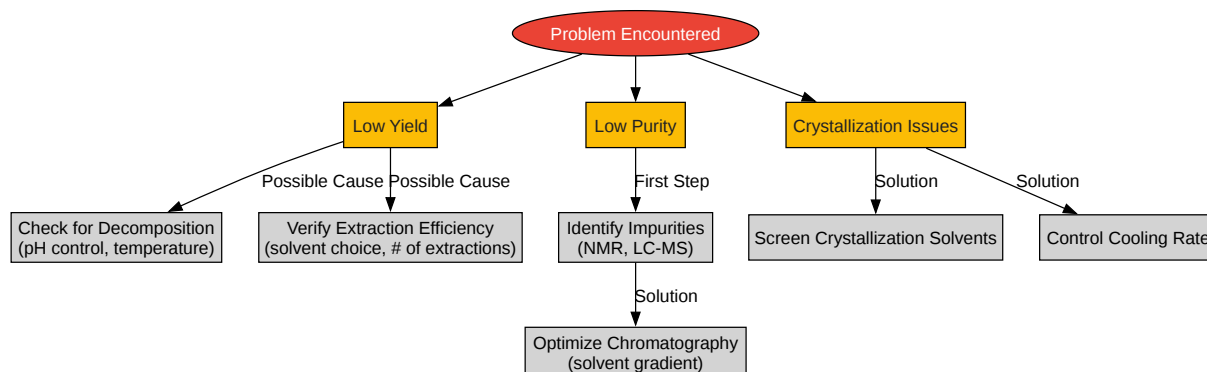 Problem Encountered
Low Yield
Low Purity
Crystallization Issues
Possible Cause
Possible Cause
First Step
Solution
Solution
Check for Decomposition
(pH control, temperature)
Verify Extraction Efficiency
(solvent choice, # of extractions)
Identify Impurities
(NMR, LC-MS)
Screen Crystallization Solvents
Control Cooling Rate
Solution
Optimize Chromatography
(solvent gradient)